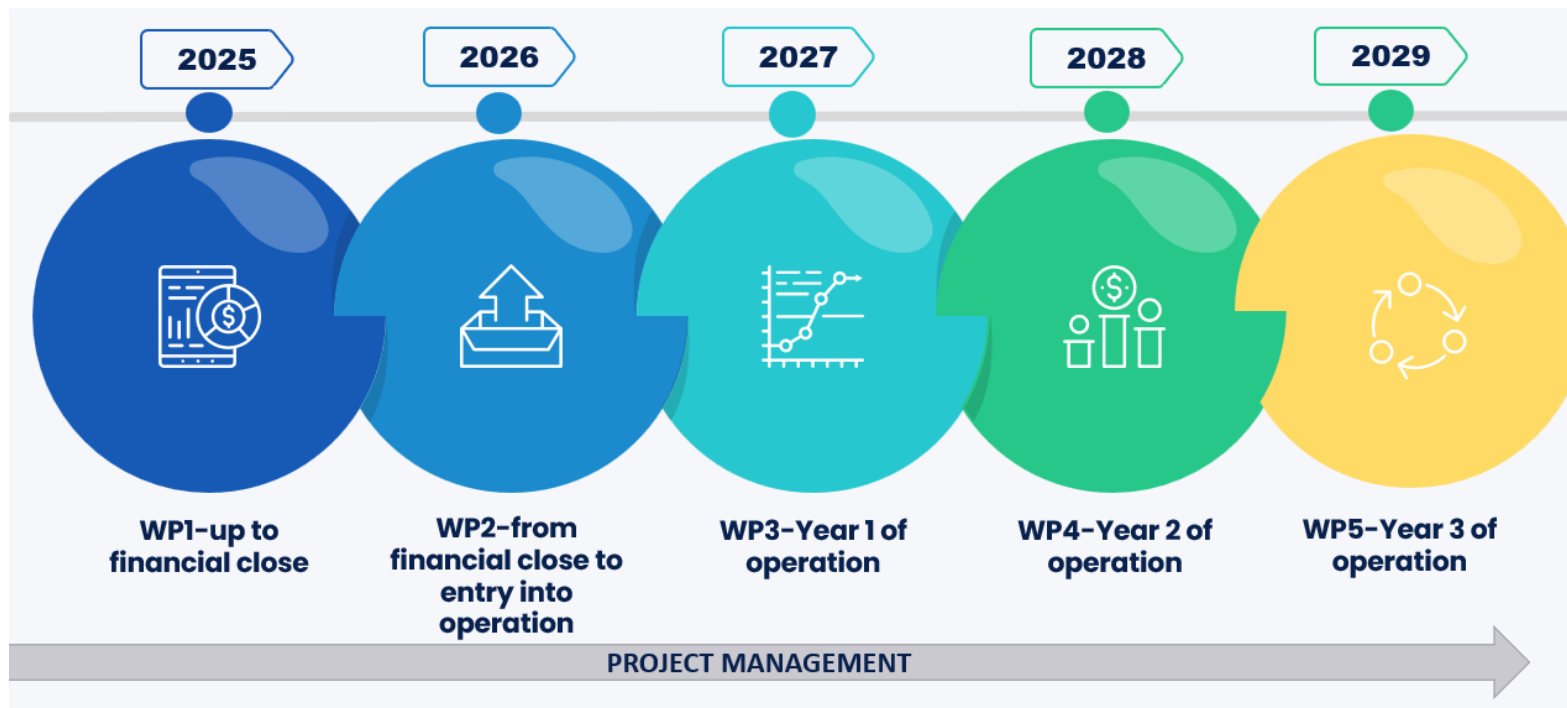 2025
2026
2027
2028
2029
$
$
WP1-up to
financial close
WP2-from
financial close to
entry into
operation
WP3-Year 1 of
operation
WP4-Year 2 of
operation
WP5-Year 3 of
operation
PROJECT MANAGEMENT